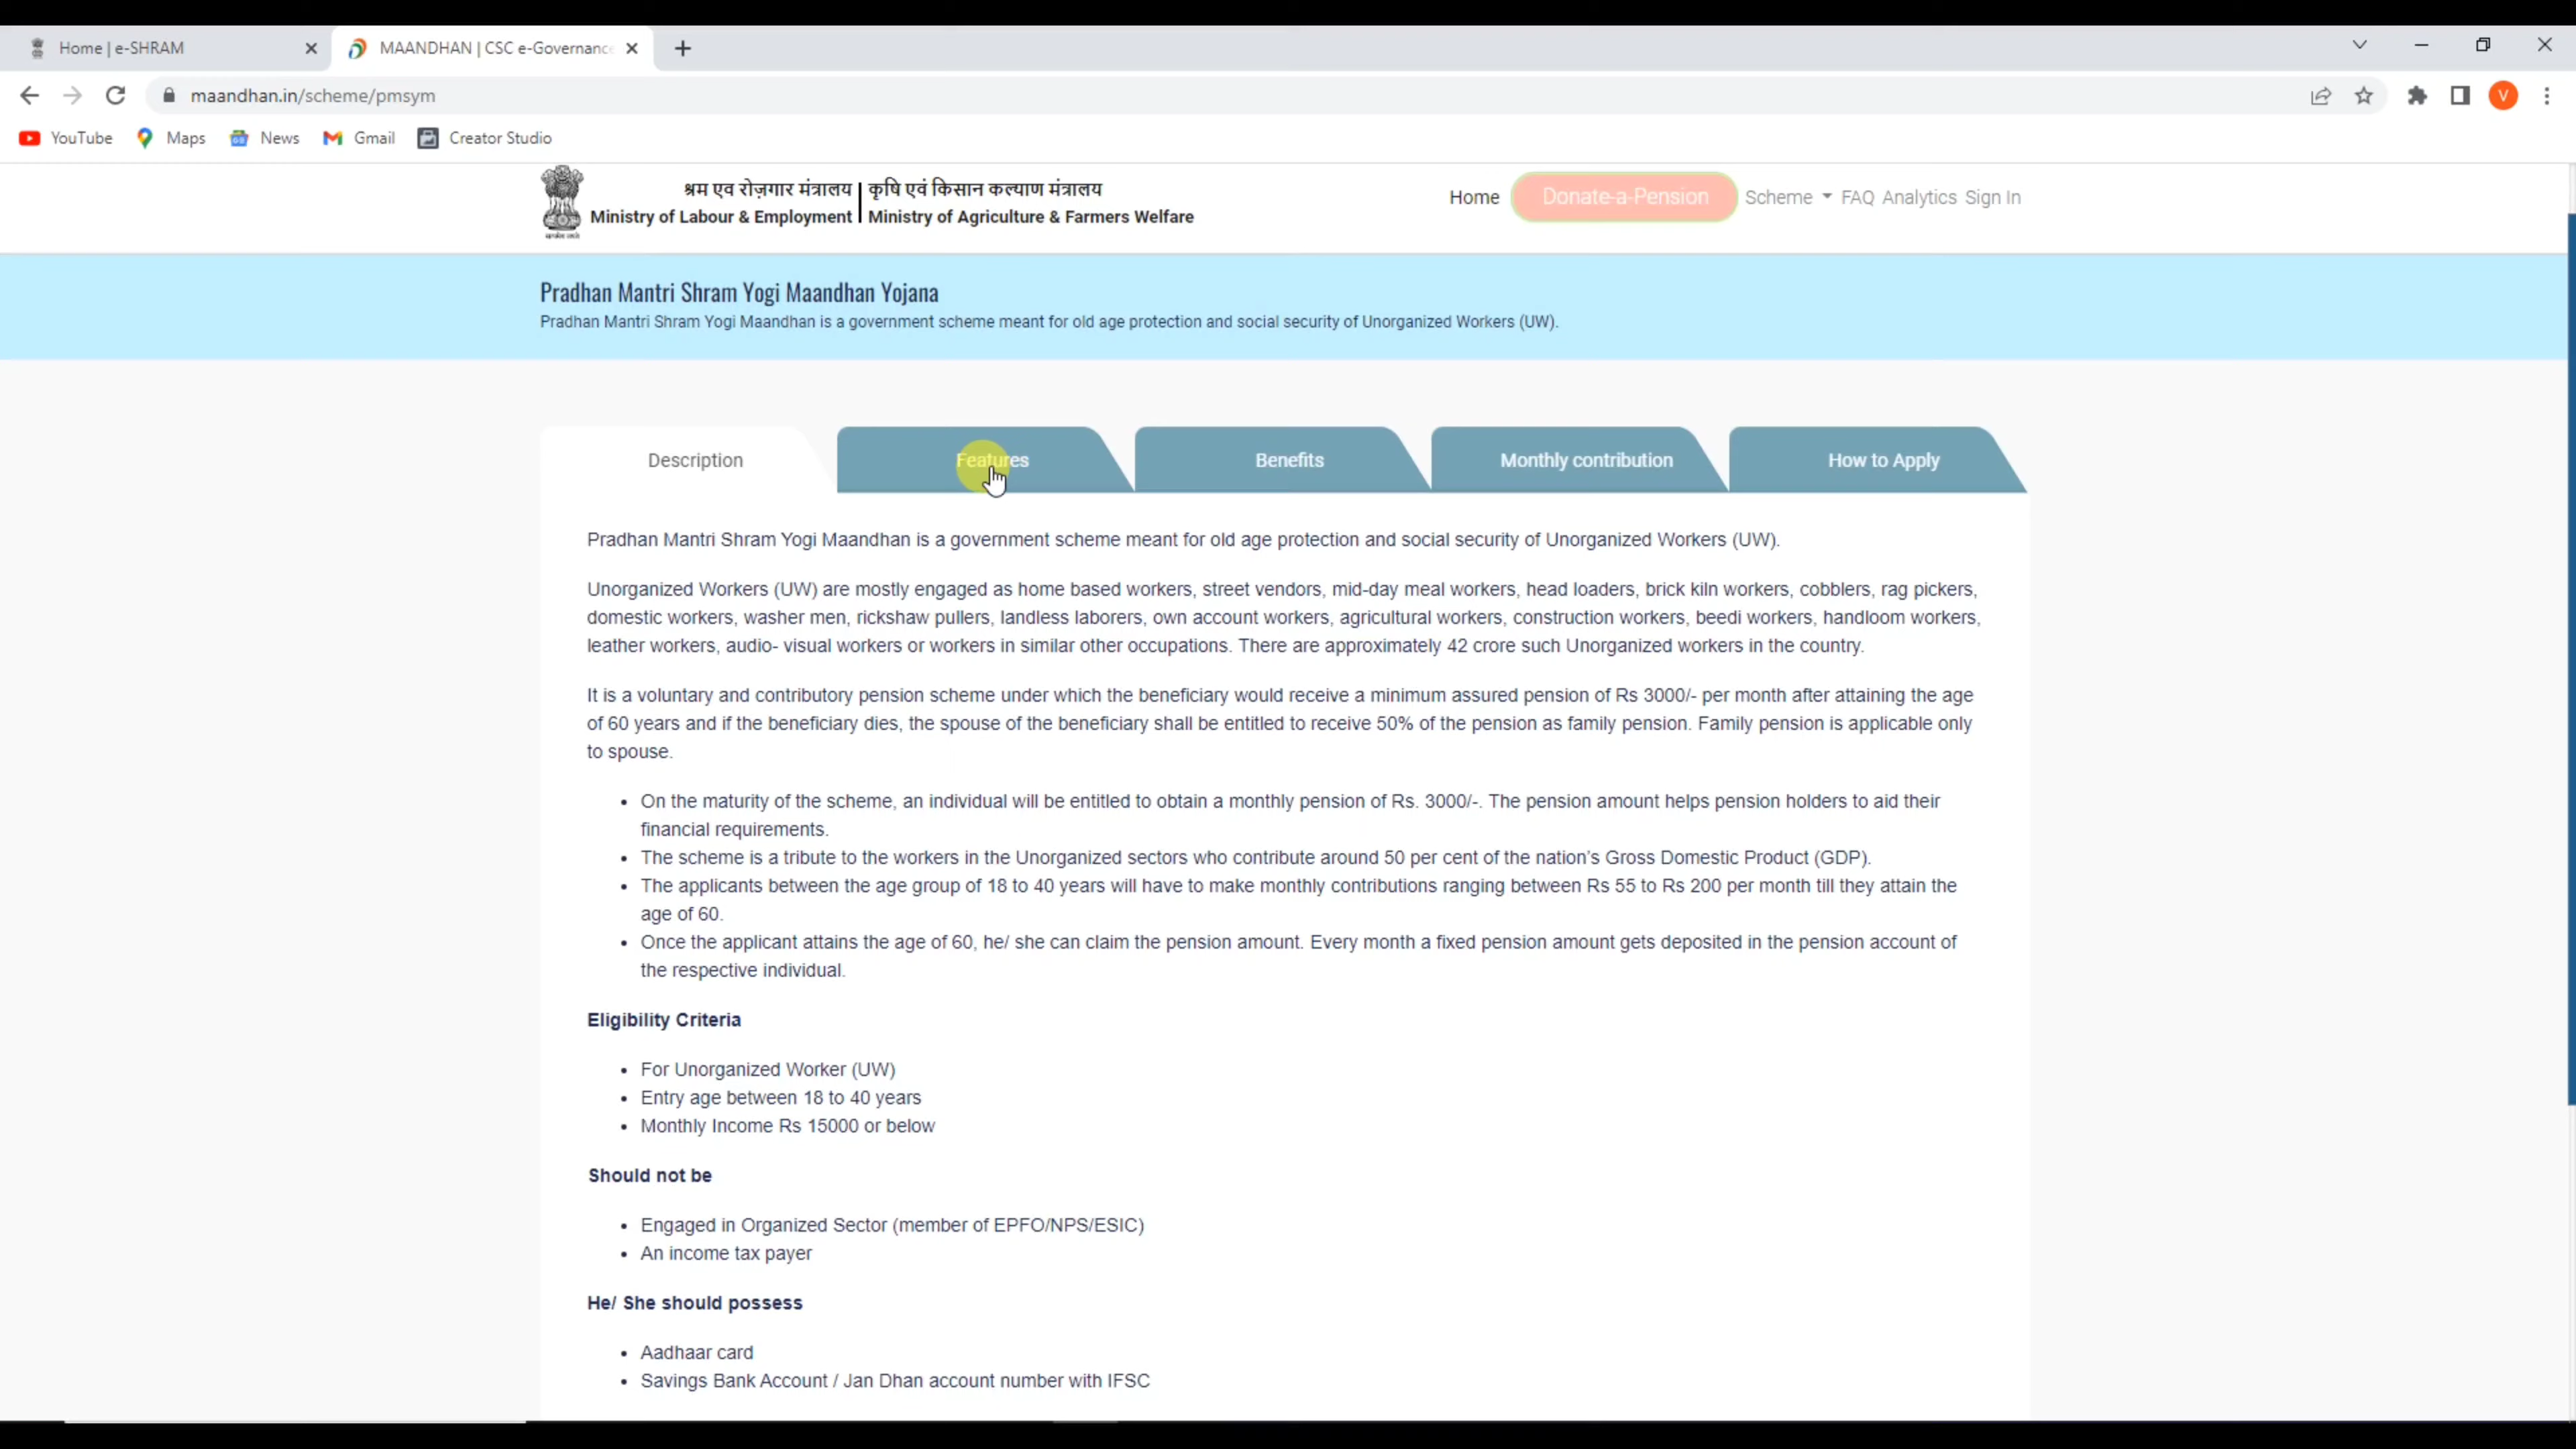 Home | e-SHRAM
MAANDHAN | CSC e-Governance
maandhan.in/scheme/pmsym
YouTube
Maps
News
Gmail
Creator Studio
V
श्रम एव रोज़गार मंत्रालय
कृषि एवं किसान कल्याण मंत्रालय
Ministry of Labour & Employment
Ministry of Agriculture & Farmers Welfare
Home
Donate-a-Pension
Scheme
FAQ
Analytics
Sign In
Pradhan Mantri Shram Yogi Maandhan Yojana
Pradhan Mantri Shram Yogi Maandhan is a government scheme meant for old age protection and social security of Unorganized Workers (UW).
Description
Features
Benefits
Monthly contribution
How to Apply
Pradhan Mantri Shram Yogi Maandhan is a government scheme meant for old age protection and social security of Unorganized Workers (UW).
Unorganized Workers (UW) are mostly engaged as home based workers, street vendors, mid-day meal workers, head loaders, brick kiln workers, cobblers, rag pickers,
domestic workers, washer men, rickshaw pullers, landless laborers, own account workers, agricultural workers, construction workers, beedi workers, handloom workers,
leather workers, audio- visual workers or workers in similar other occupations. There are approximately 42 crore such Unorganized workers in the country.
It is a voluntary and contributory pension scheme under which the beneficiary would receive a minimum assured pension of Rs 3000/- per month after attaining the age
of 60 years and if the beneficiary dies, the spouse of the beneficiary shall be entitled to receive 50% of the pension as family pension. Family pension is applicable only
to spouse.
• On the maturity of the scheme, an individual will be entitled to obtain a monthly pension of Rs. 3000/-. The pension amount helps pension holders to aid their
financial requirements.
• The scheme is a tribute to the workers in the Unorganized sectors who contribute around 50 per cent of the nation's Gross Domestic Product (GDP).
• The applicants between the age group of 18 to 40 years will have to make monthly contributions ranging between Rs 55 to Rs 200 per month till they attain the
age of 60.
• Once the applicant attains the age of 60, he/ she can claim the pension amount. Every month a fixed pension amount gets deposited in the pension account of
the respective individual.
Eligibility Criteria
• For Unorganized Worker (UW)
• Entry age between 18 to 40 years
• Monthly Income Rs 15000 or below
Should not be
• Engaged in Organized Sector (member of EPFO/NPS/ESIC)
• An income tax payer
He/ She should possess
• Aadhaar card
• Savings Bank Account / Jan Dhan account number with IFSC